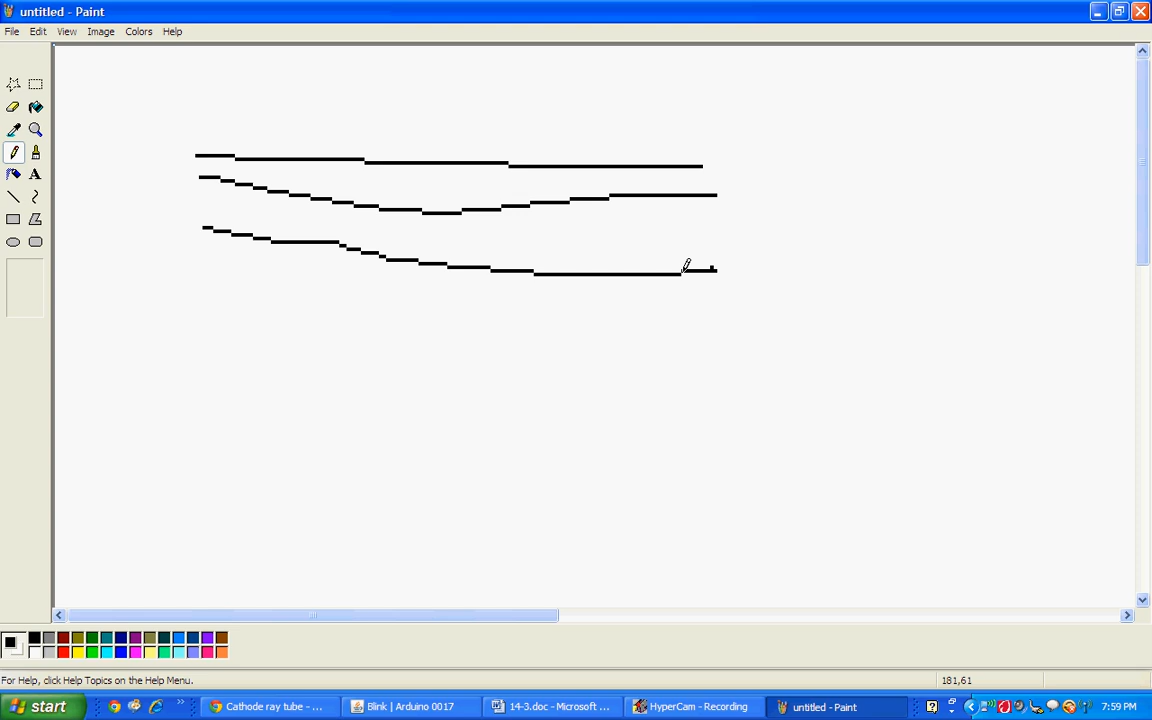 untitled - Paint
File Edit View Image Colors Help
A
For Help, click Help Topics on the Help Menu.
181,61
start
Cathode ray tube - ...
Blink | Arduino 0017
14-3.doc - Microsoft ...
HyperCam - Recording
untitled - Paint
7:59 PM